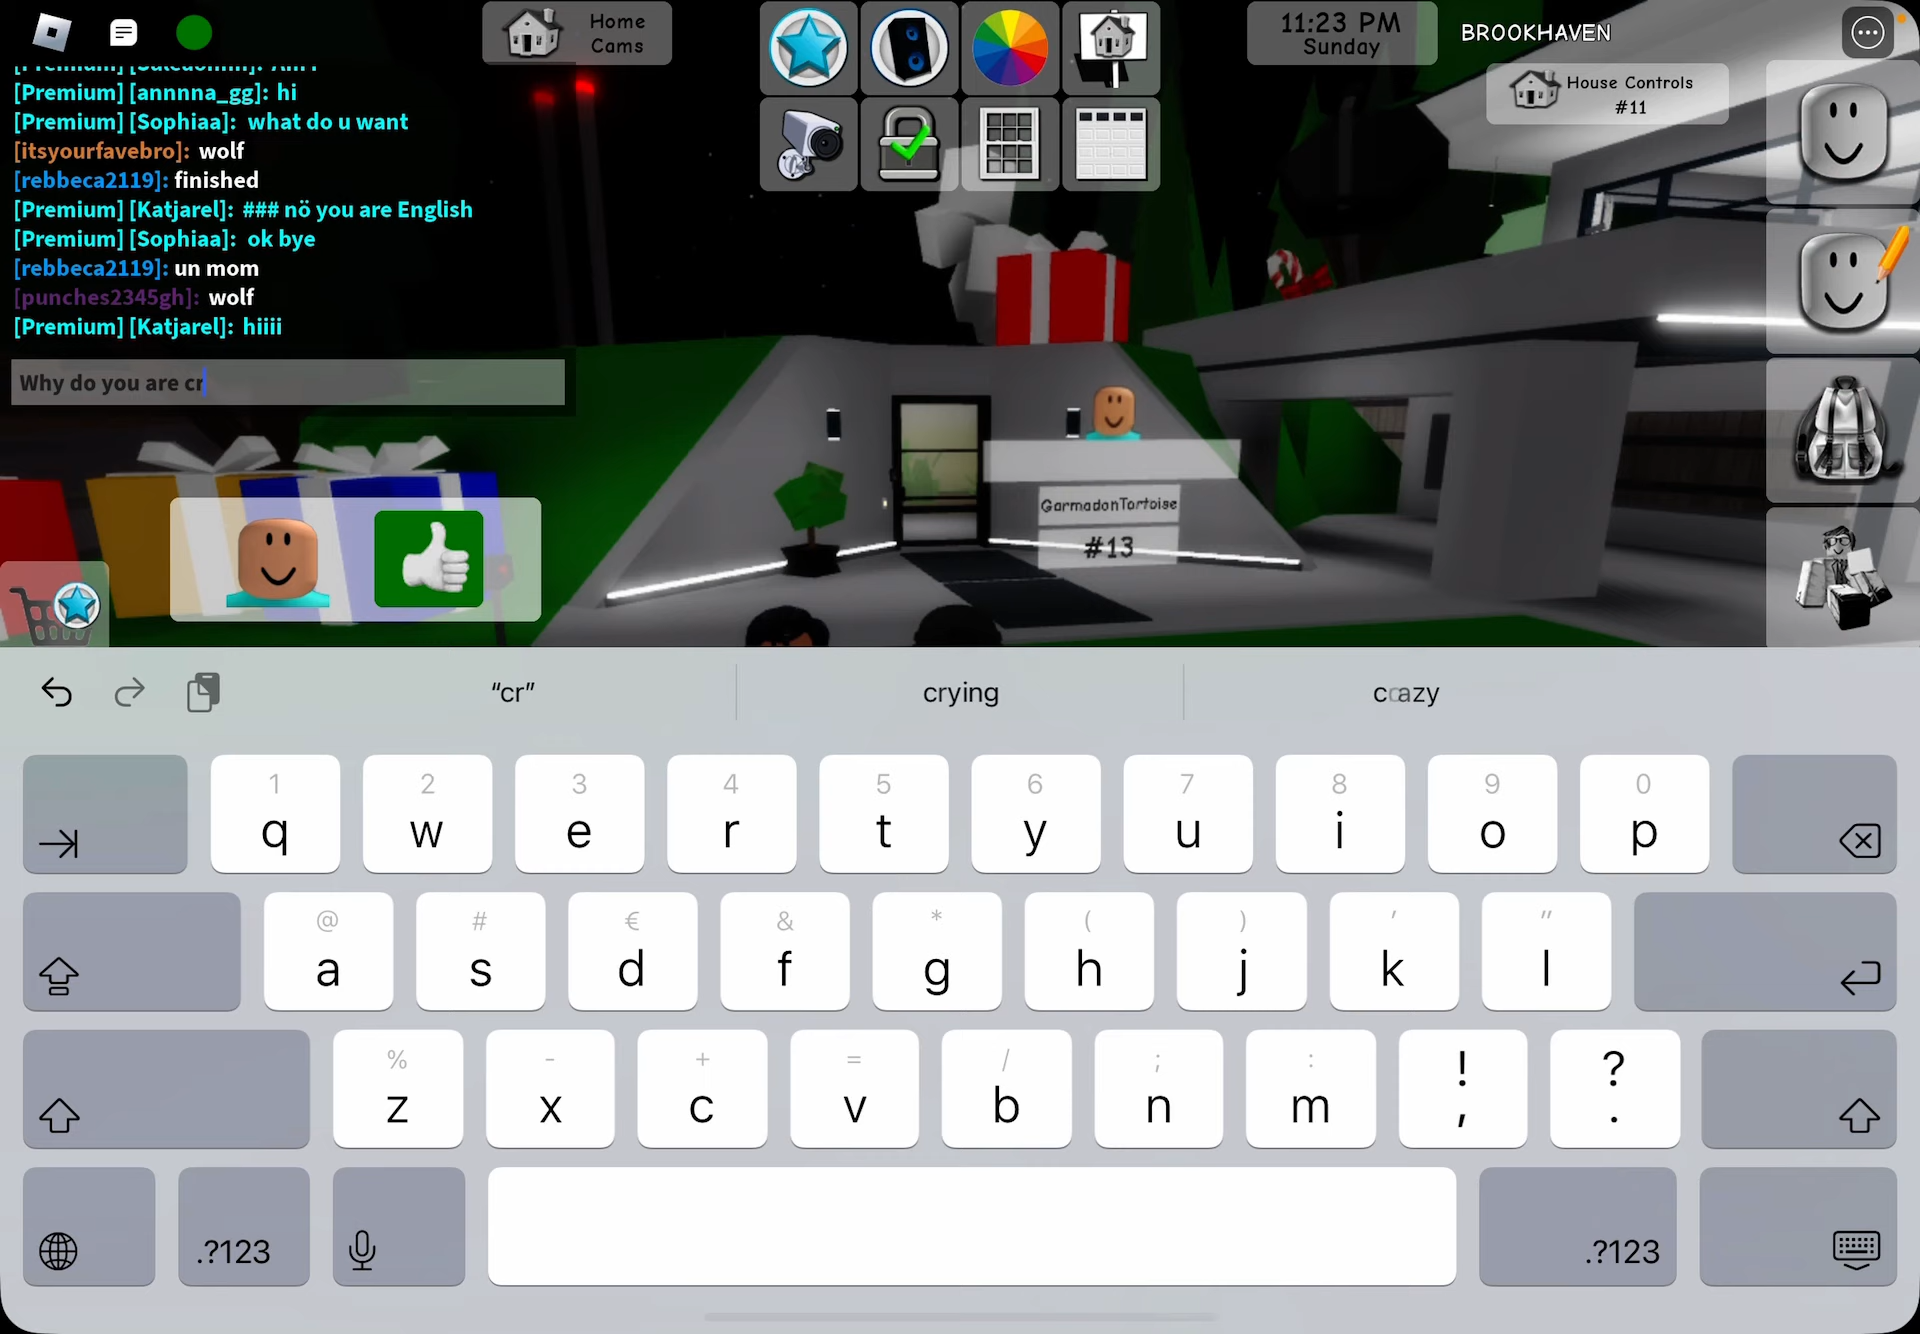 Home
Cams
11:23 PM
Sunday
BROOKHAVEN
House Controls
#11
[Premium] [annnna_gg]: hi
[Premium] [Sophiaa]: what do u want
[itsyourfavebro]: wolf
[rebbeca2119]: finished
[Premium] [Katjarel]: ### nö you are English
[Premium] [Sophiaa]: ok bye
[rebbeca2119]: un mom
[punches2345gh]: wolf
[Premium] [Katjarel]: hiiii
Why do you are cr
GarmadonTortoise
#13
“cr” crying
1 2 3 4 5 6 7 8 9 0
q w e r t y u i o p
@ # € & * ( ) ' "
a s d f g h j k l
% - + = / ; : ! ?
z x c v b n m , .
.?123 .?123